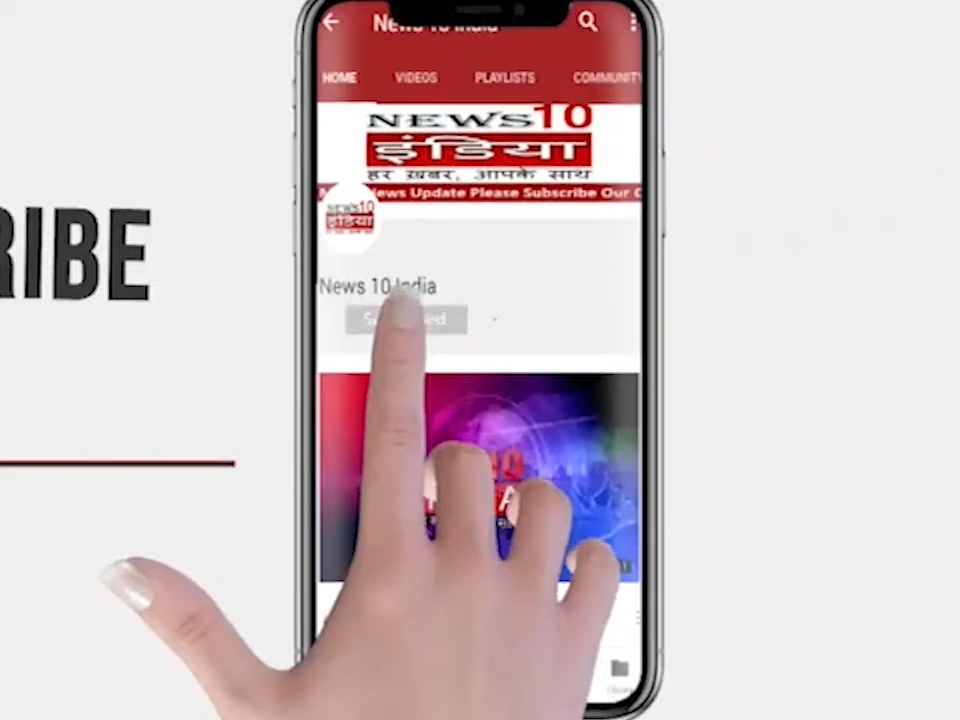 News 10 India
HOME VIDEOS PLAYLISTS COMMUNITY
NEWS10
इंडिया
हर ख़बर, आपके साथ
News Update Please Subscribe Our
NEWS10
इंडिया
News 10 India
RIBE